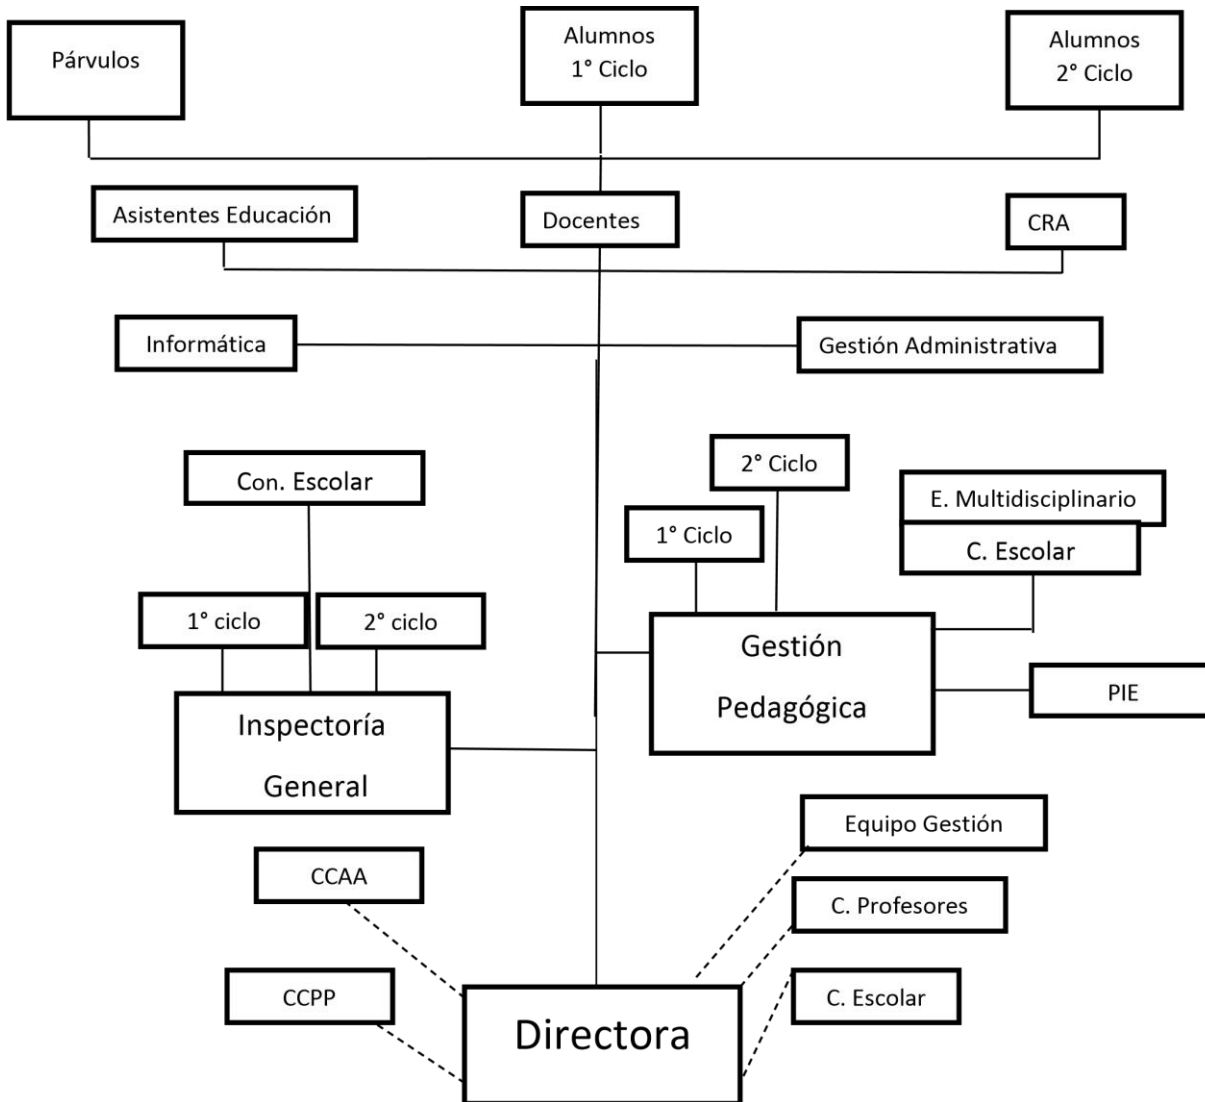 Párvulos
Alumnos
1° Ciclo
Alumnos
2° Ciclo
Asistentes Educación
Docentes
CRA
Informática
Gestión Administrativa
Con. Escolar
2° Ciclo
1° Ciclo
E. Multidisciplinario
C. Escolar
1° ciclo
2° ciclo
Gestión
Pedagógica
PIE
Inspectoría
General
Equipo Gestión
CCAA
C. Profesores
CCPP
C. Escolar
Directora